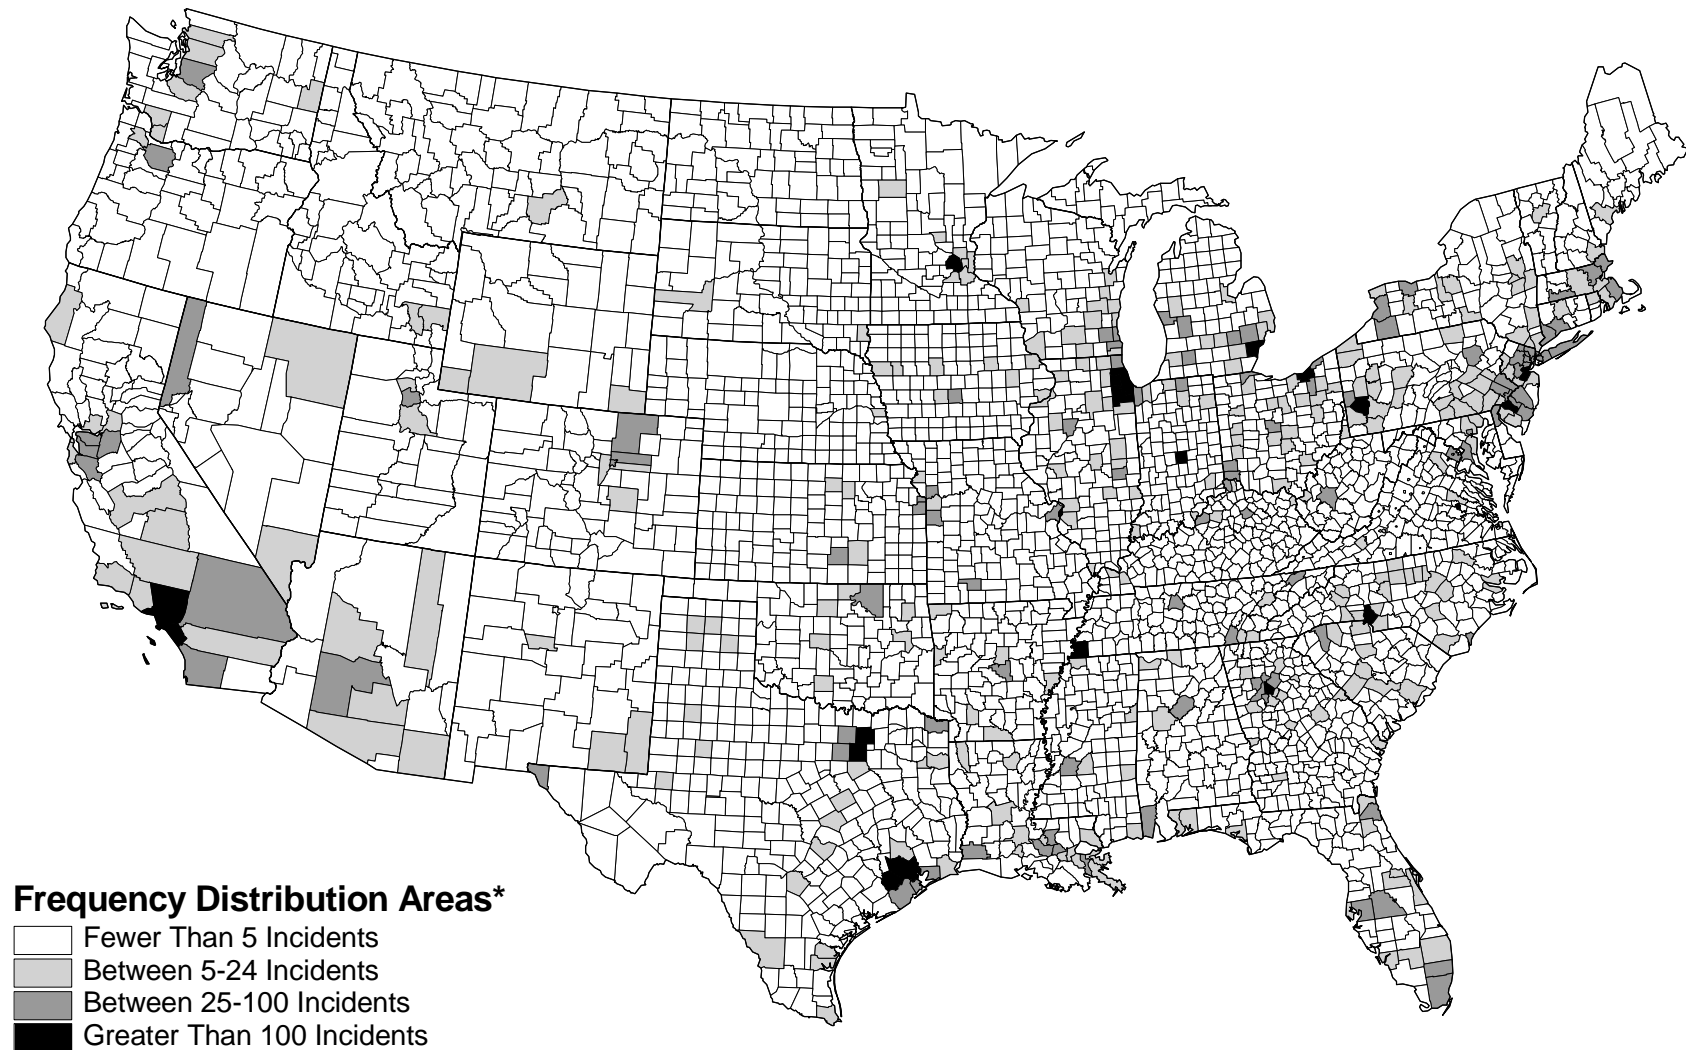 Frequency Distribution Areas*
Fewer Than 5 Incidents
Between 5-24 Incidents
Between 25-100 Incidents
Greater Than 100 Incidents